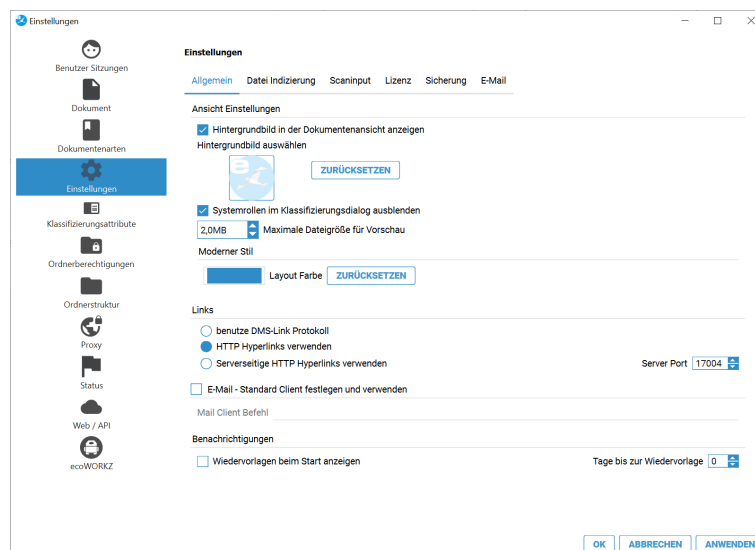 Einstellungen
Benutzer Sitzungen
Dokument
Dokumentenarten
Einstellungen
Klassifizierungsattribute
Ordnerberechtigungen
Ordnerstruktur
Proxy
Status
Web / API
ecoWORKZ
Einstellungen
Allgemein Datei Indizierung Scaninput Lizenz Sicherung E-Mail
Ansicht Einstellungen
Hintergrundbild in der Dokumentenansicht anzeigen
Hintergrundbild auswählen
e
ZURÜCKSETZEN
Systemrollen im Klassifizierungsdialog ausblenden
2,0MB Maximale Dateigröße für Vorschau
Moderner Stil
Layout Farbe ZURÜCKSETZEN
Links
benutze DMS-Link Protokoll
HTTP Hyperlinks verwenden
Serverseitige HTTP Hyperlinks verwenden Server Port 17004
E-Mail - Standard Client festlegen und verwenden
Mail Client Befehl
Benachrichtigungen
Wiedervorlagen beim Start anzeigen Tage bis zur Wiedervorlage 0
OK ABBRECHEN ANWENDEN